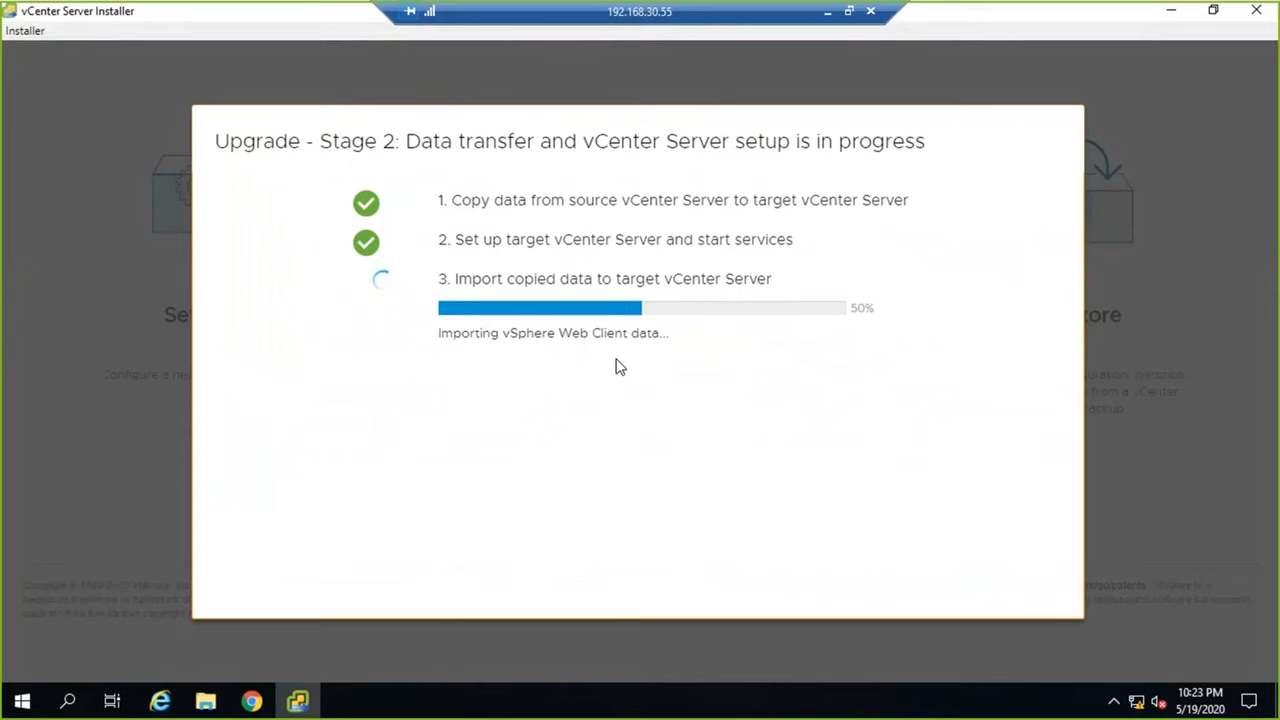 vCenter Server Installer
192.168.30.55
Installer
Upgrade - Stage 2: Data transfer and vCenter Server setup is in progress
1. Copy data from source vCenter Server to target vCenter Server
2. Set up target vCenter Server and start services
3. Import copied data to target vCenter Server
50%
Importing vSphere Web Client data...
Configure a
from a vCenter
10:23 PM
5/19/2020